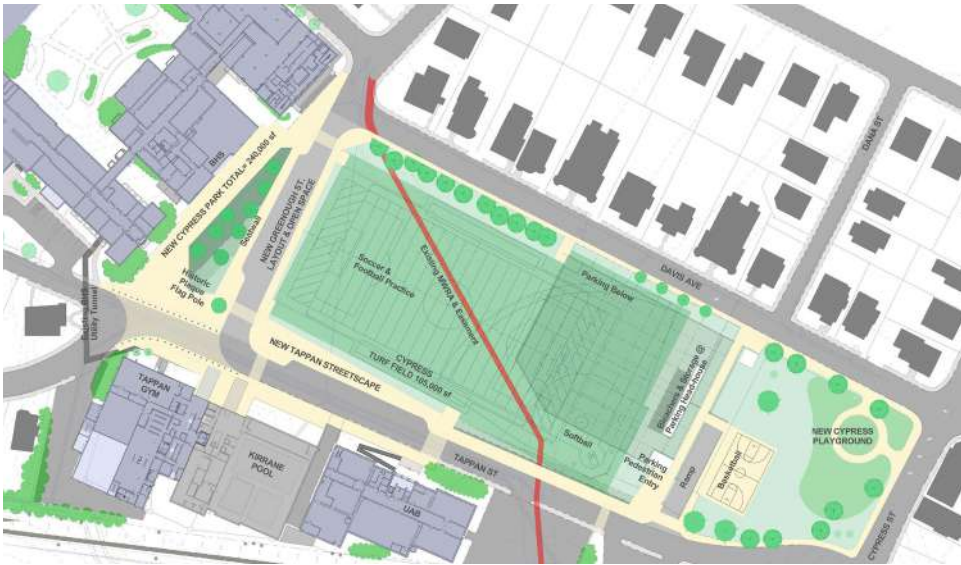 DANA ST
BHS
NEW CYPRESS PARK TOTAL= 240,000 sf
Seatwall
NEW GREENOUGH ST.
LAYOUT & OPEN SPACE
Historic
Plaque
Flag Pole
Soccer &
Football Practice
Existing MWRA & Easement
Parking Below
DAVIS AVE
Existing BHS
Utility Tunnel
NEW TAPPAN STREETSCAPE
CYPRESS
TURF FIELD 105,000 sf
Bleachers & Storage @
Parking Head-house
TAPPAN
GYM
KIRRANE
POOL
UAB
TAPPAN ST
Softball
Parking
Pedestrian
Entry
Ramp
Basketball
NEW CYPRESS
PLAYGROUND
CYPRESS ST